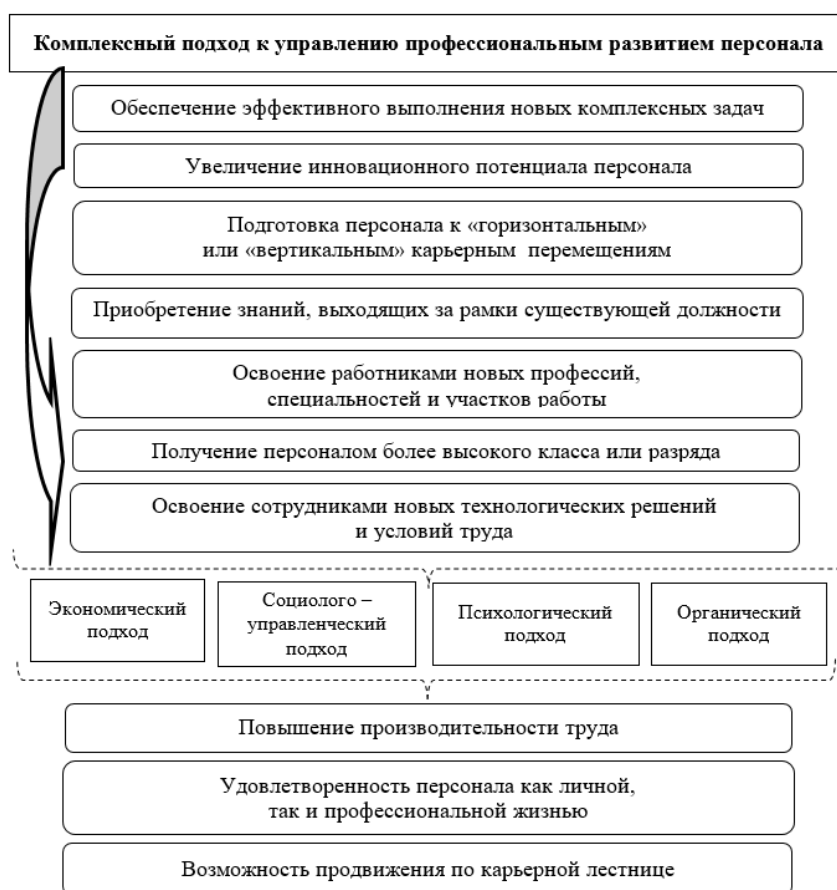 Комплексный подход к управлению профессиональным развитием персонала
Обеспечение эффективного выполнения новых комплексных задач
Увеличение инновационного потенциала персонала
Подготовка персонала к «горизонтальным»
или «вертикальным» карьерным перемещениям
Приобретение знаний, выходящих за рамки существующей должности
Освоение работниками новых профессий,
специальностей и участков работы
Получение персоналом более высокого класса или разряда
Освоение сотрудниками новых технологических решений
и условий труда
Экономический
подход
Социолого –
управленческий
подход
Психологический
подход
Органический
подход
Повышение производительности труда
Удовлетворенность персонала как личной,
так и профессиональной жизнью
Возможность продвижения по карьерной лестнице